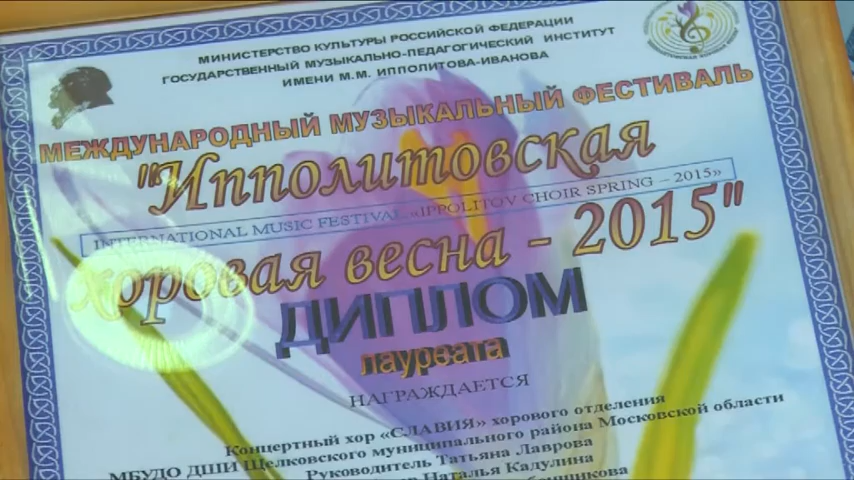 МИНИСТЕРСТВО КУЛЬТУРЫ РОССИЙСКОЙ ФЕДЕРАЦИИ
ГОСУДАРСТВЕННЫЙ МУЗЫКАЛЬНО-ПЕДАГОГИЧЕСКИЙ ИНСТИТУТ
ИМЕНИ М.М. ИППОЛИТОВА-ИВАНОВА
МЕЖДУНАРОДНЫЙ МУЗЫКАЛЬНЫЙ ФЕСТИВАЛЬ
"Ипполитовская
INTERNATIONAL MUSIC FESTIVAL «IPPOLITOV CHOIR SPRING – 2015»
хоровая весна - 2015"
ДИПЛОМ
лауреата
НАГРАЖДАЕТСЯ
Концертный хор «СЛАВИЯ» хорового отделения
МБУДО ДШИ Щелковского муниципального района Московской области
Руководитель Татьяна Лаврова
Наталья Кадулина